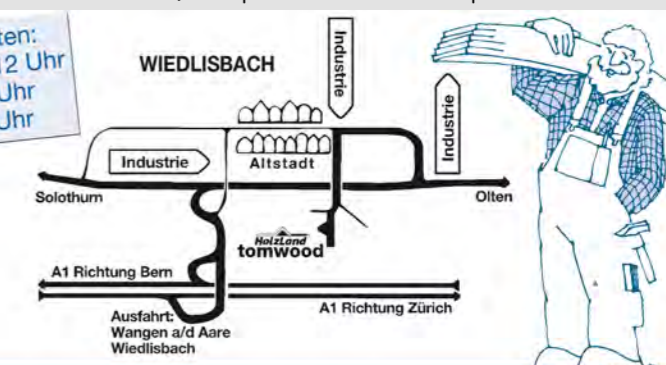 ten:
12 Uhr
Uhr
Uhr
WIEDLISBACH
Industrie
Industrie
Industrie
Altstadt
Solothurn
Olten
HolzLand
tomwood
A1 Richtung Bern
A1 Richtung Zürich
Ausfahrt:
Wangen a/d Aare
Wiedlisbach